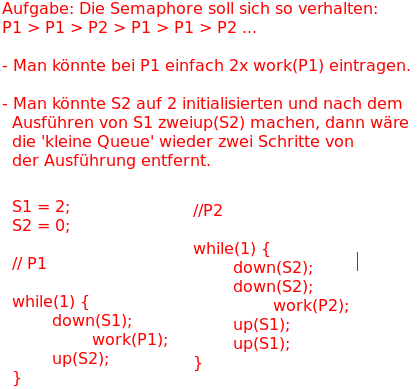 Aufgabe: Die Semaphore soll sich so verhalten:
P1 > P1 > P2 > P1 > P1 > P2 ...
- Man könnte bei P1 einfach 2x work(P1) eintragen.
- Man könnte S2 auf 2 initialisierten und nach dem
Ausführen von S1 zweiup(S2) machen, dann wäre
die 'kleine Queue' wieder zwei Schritte von
der Ausführung entfernt.
S1 = 2;
S2 = 0;
// P1
while(1) {
down(S1);
work(P1);
up(S2);
}
//P2
while(1) {
down(S2);
down(S2);
work(P2);
up(S1);
up(S1);
}